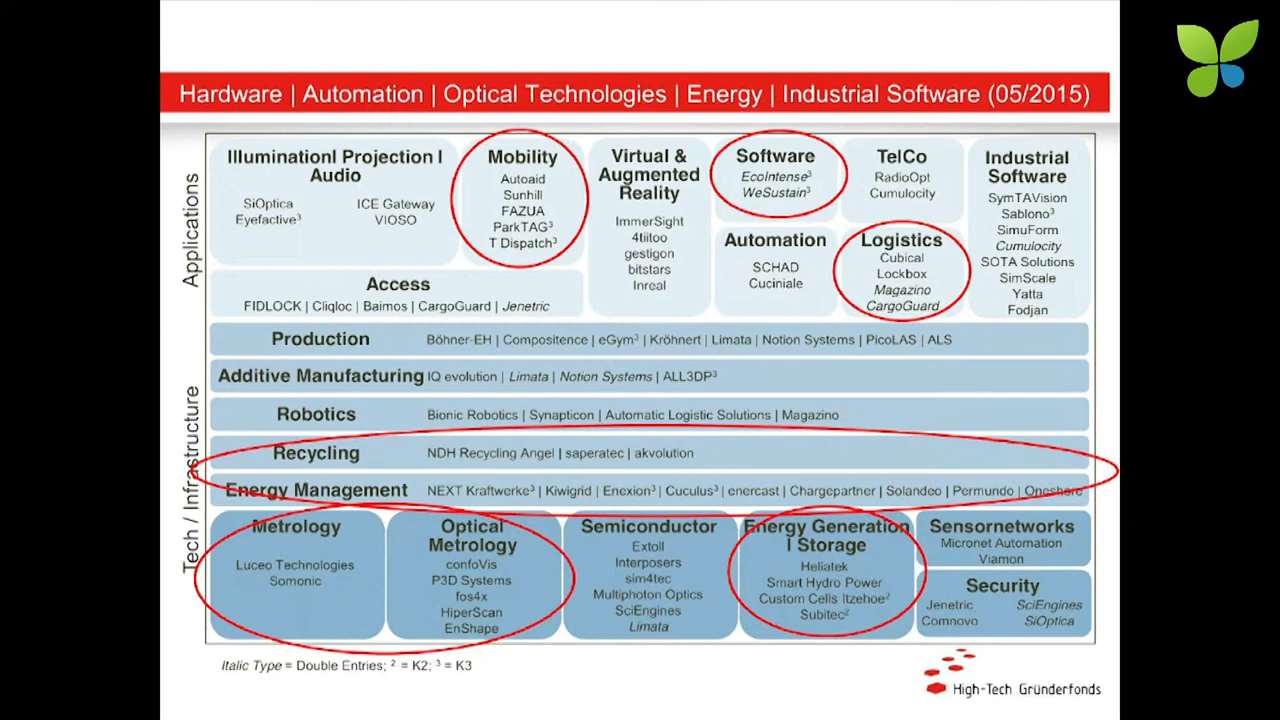 Hardware | Automation | Optical Technologies | Energy | Industrial Software (05/2015)
Applications
Illumination| Projection |
Audio
SiOptica
Eyefactive³
ICE Gateway
VIOSO
Mobility
Autoaid
Sunhill
FAZUA
ParkTAG³
T Dispatch³
Virtual &
Augmented
Reality
ImmerSight
4tiitoo
gestigon
bitstars
Inreal
Software
EcoIntense³
WeSustain³
TelCo
RadioOpt
Cumulocity
Industrial
Software
SymTAVision
Sablono³
SimuForm
Cumulocity
SOTA Solutions
SimScale
Yatta
Fodjan
Automation
SCHAD
Cuciniale
Logistics
Cubical
Lockbox
Magazino
CargoGuard
Access
FIDLOCK | Cliqloc | Baimos | CargoGuard | Jenetric
Tech / Infrastructure
Production Böhner-EH | Compositence | eGym³ | Kröhnert | Limata | Notion Systems | PicoLAS | ALS
Additive Manufacturing IQ evolution | Limata | Notion Systems | ALL3DP³
Robotics Bionic Robotics | Synapticon | Automatic Logistic Solutions | Magazino
Recycling NDH Recycling Angel | saperatec | akvolution
Energy Management NEXT Kraftwerke³ | Kiwigrid | Enexion³ | Cuculus³ | enercast | Chargepartner | Solandeo | Permundo | Oneshore
Metrology
Luceo Technologies
Somonic
Optical
Metrology
confoVis
P3D Systems
fos4x
HiperScan
EnShape
Semiconductor
Extoll
Interposers
sim4tec
Multiphoton Optics
SciEngines
Limata
Energy Generation
| Storage
Heliatek
Smart Hydro Power
Custom Cells Itzehoe²
Subitec²
Sensornetworks
Micronet Automation
Viamon
Security
Jenetric SciEngines
Comnovo SiOptica
Italic Type = Double Entries; ² = K2; ³ = K3
High-Tech Gründerfonds